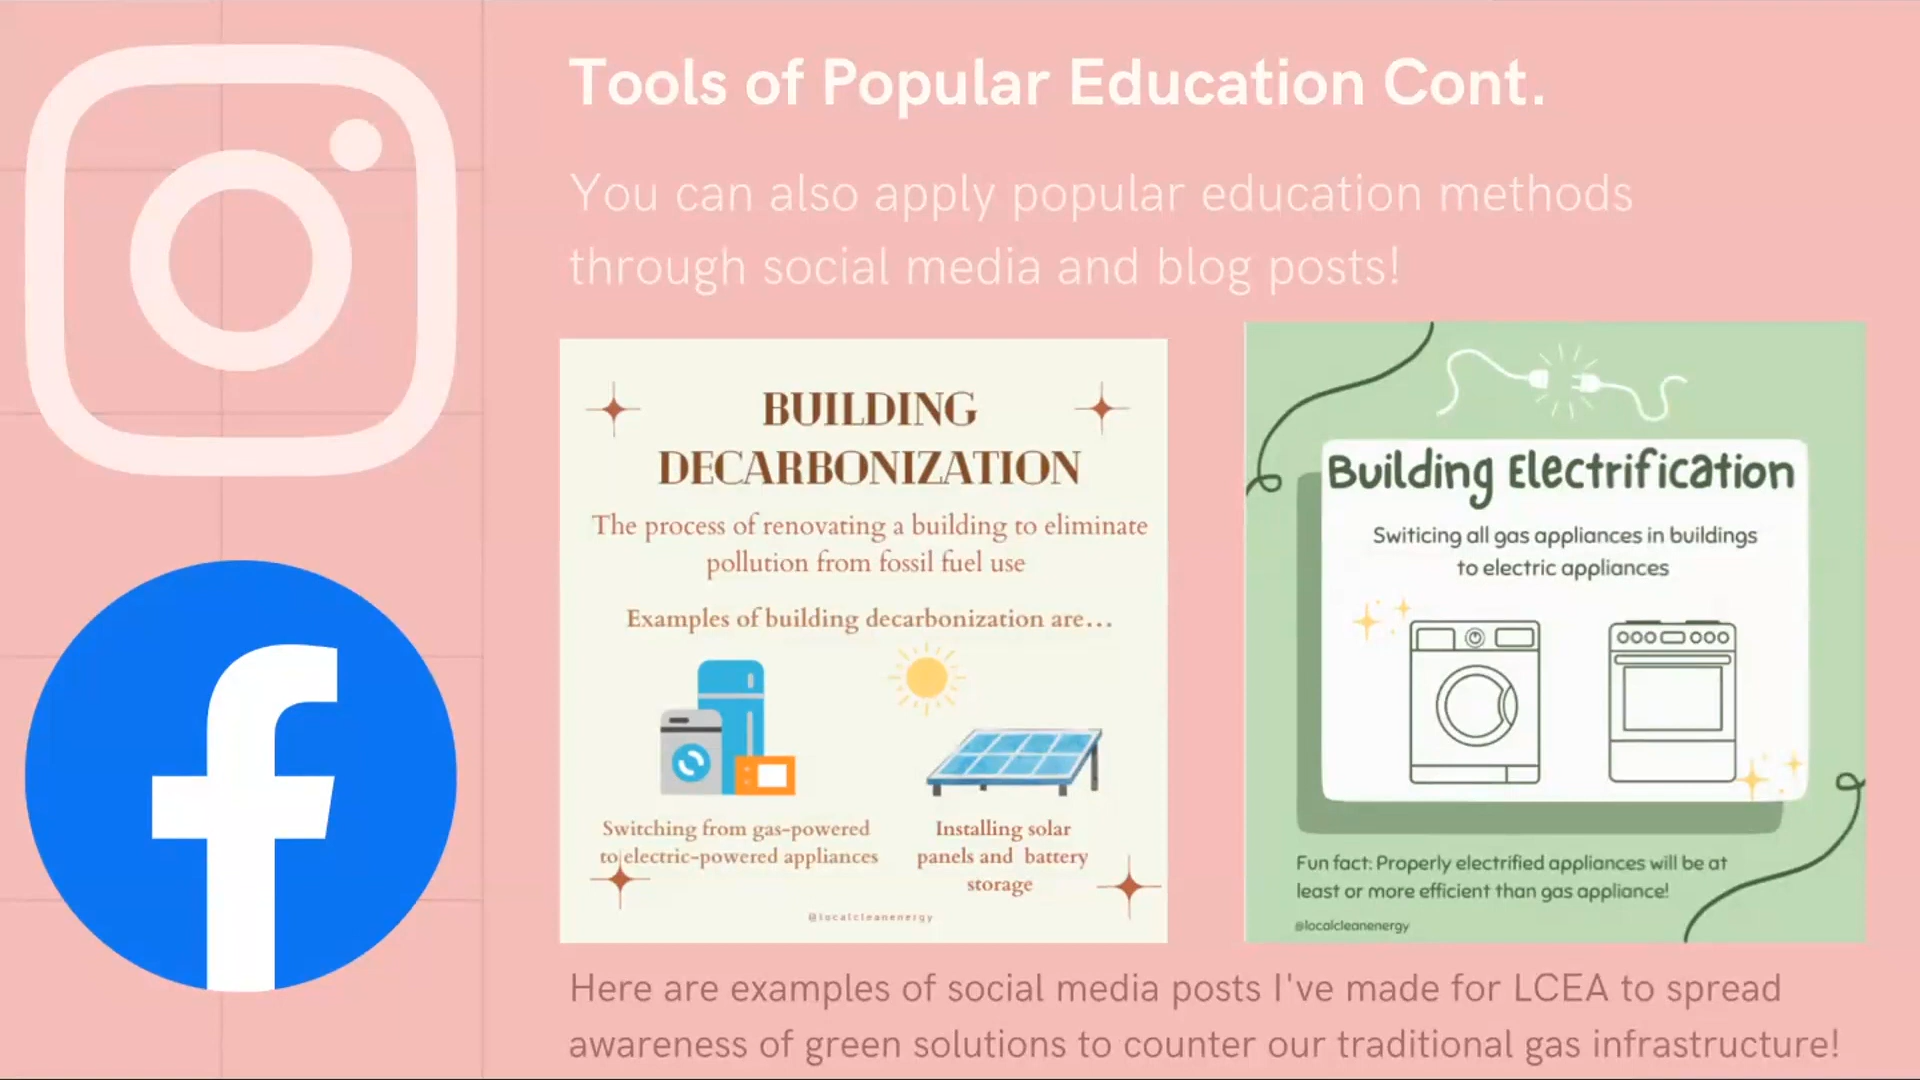 Tools of Popular Education Cont.
You can also apply popular education methods
through social media and blog posts!
BUILDING
DECARBONIZATION
The process of renovating a building to eliminate
pollution from fossil fuel use
Examples of building decarbonization are...
Switching from gas-powered
to electric-powered appliances
Installing solar
panels and battery
storage
@localcleanenergy
Building Electrification
Switicing all gas appliances in buildings
to electric appliances
Fun fact: Properly electrified appliances will be at
least or more efficient than gas appliance!
@localcleanenergy
Here are examples of social media posts I've made for LCEA to spread
awareness of green solutions to counter our traditional gas infrastructure!